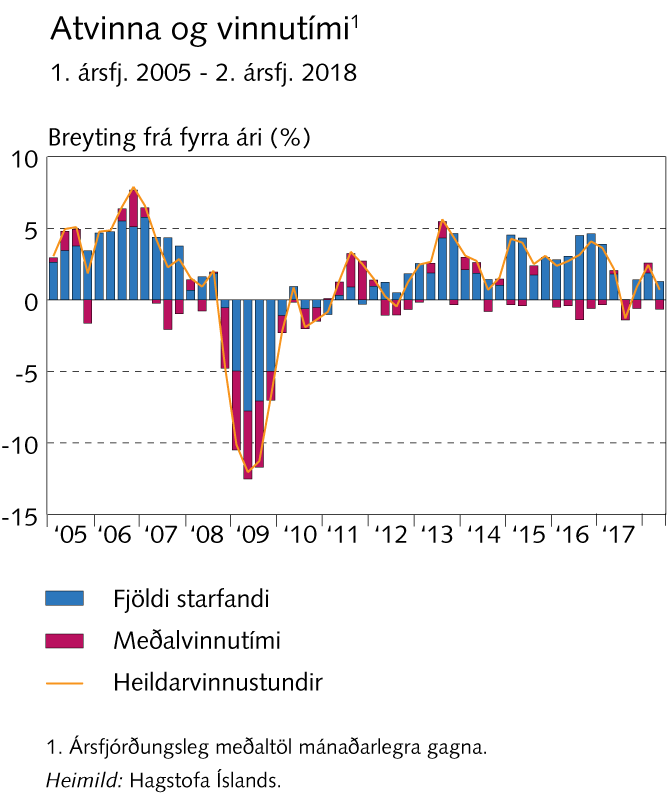 Atvinna og vinnutími¹
1. ársfj. 2005 - 2. ársfj. 2018
Breyting frá fyrra ári (%)
10
5
0
-5
-10
-15
‘05 ‘06 ‘07 ‘08 ‘09 ‘10 ‘11 ‘12 ‘13 ‘14 ‘15 ‘16 ‘17
Fjöldi starfandi
Meðalvinnutími
Heildarvinnustundir
1. Ársfjórðungsleg meðaltöl mánaðarlegra gagna.
Heimild: Hagstofa Íslands.